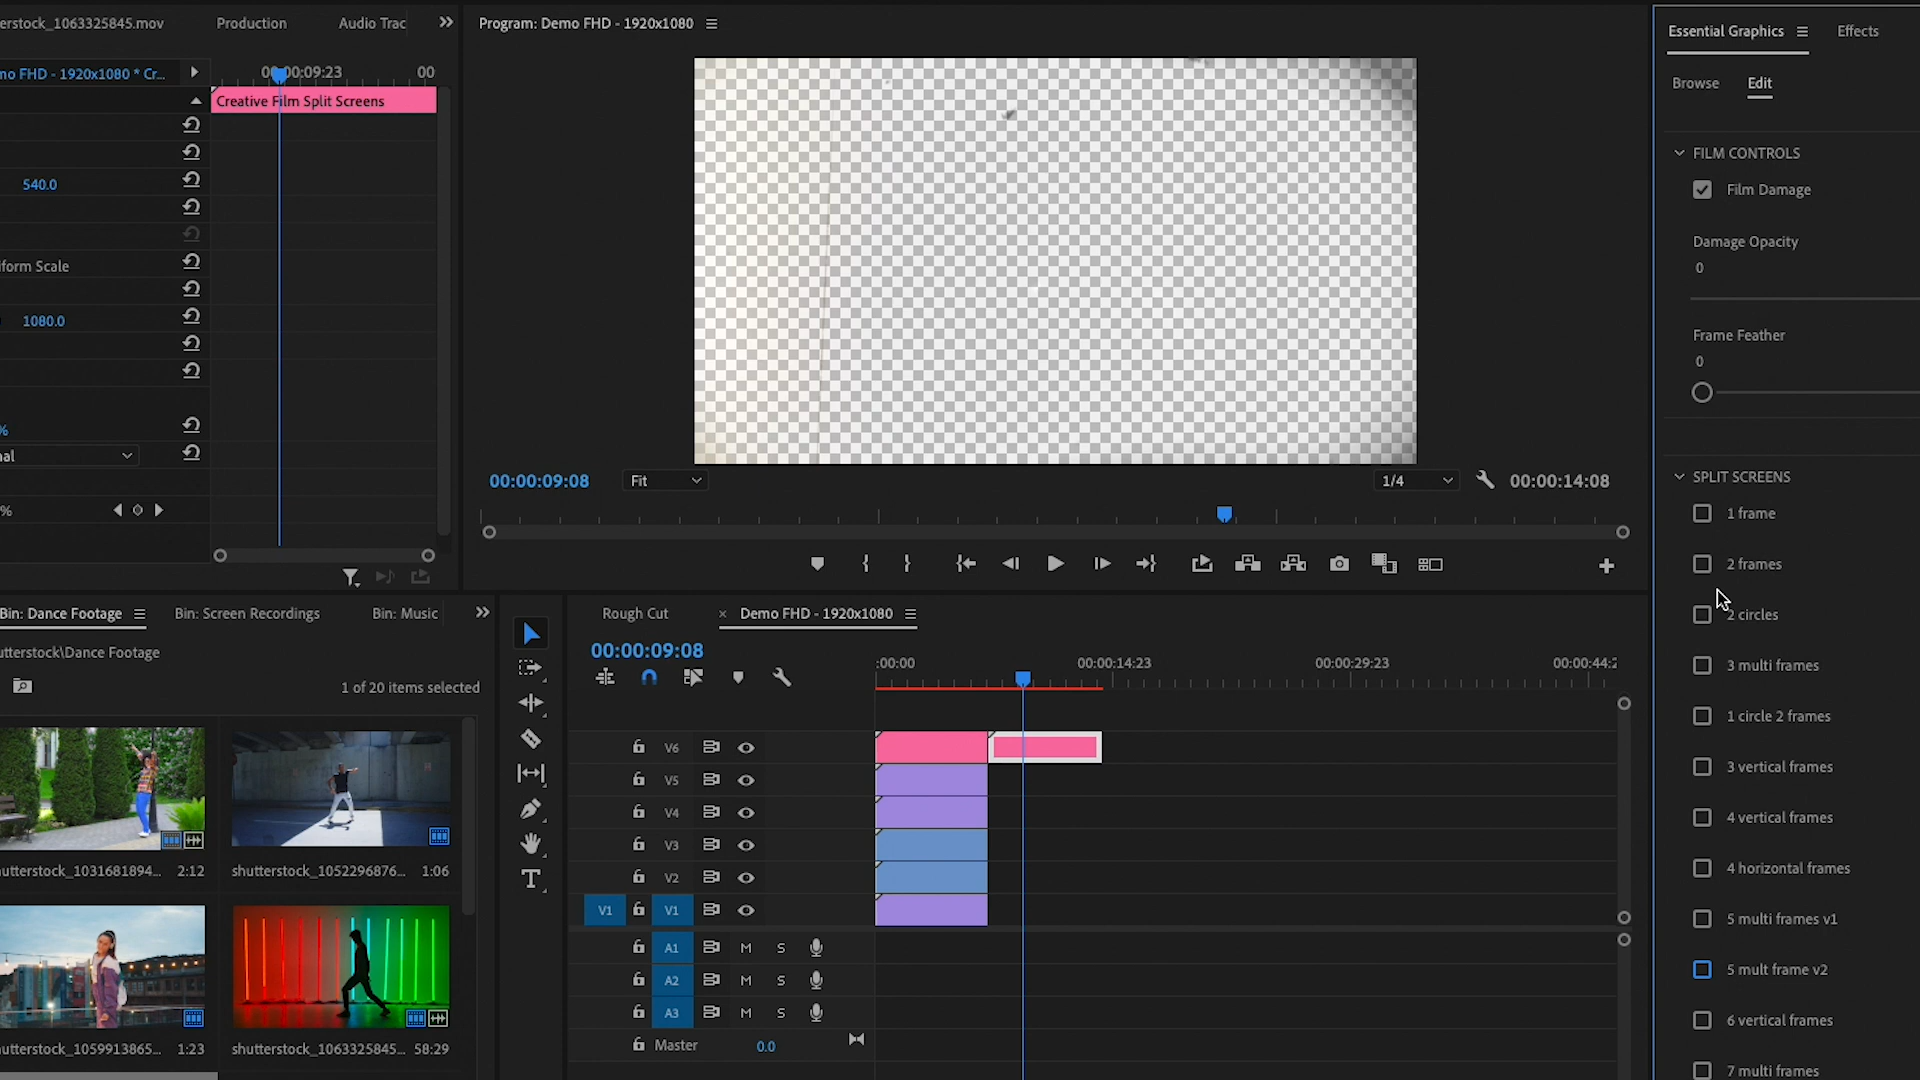 erstock_1063325845.mov
Production
Audio Trac
Program: Demo FHD - 1920x1080
Essential Graphics
Effects
Browse
Edit
mo FHD - 1920x1080 * Cr...
00:00:09:23
00
Creative Film Split Screens
540.0
iform Scale
1080.0
%
nal
%
FILM CONTROLS
Film Damage
Damage Opacity
0
Frame Feather
0
00:00:09:08
Fit
1/4
00:00:14:08
SPLIT SCREENS
1 frame
2 frames
2 circles
3 multi frames
1 circle 2 frames
3 vertical frames
4 vertical frames
4 horizontal frames
5 multi frames v1
5 mult frame v2
6 vertical frames
7 multi frames
Bin: Dance Footage
Bin: Screen Recordings
Bin: Music
utterstock\Dance Footage
1 of 20 items selected
utterstock_1031681894... 2:12
shutterstock_1052296876... 1:06
utterstock_1059913865... 1:23
shutterstock_1063325845... 58:29
Rough Cut
× Demo FHD - 1920x1080
00:00:09:08
:00:00
00:00:14:23
00:00:29:23
00:00:44:2
V6
V5
V4
V3
V2
V1 V1
A1 M S
A2 M S
A3 M S
Master 0.0